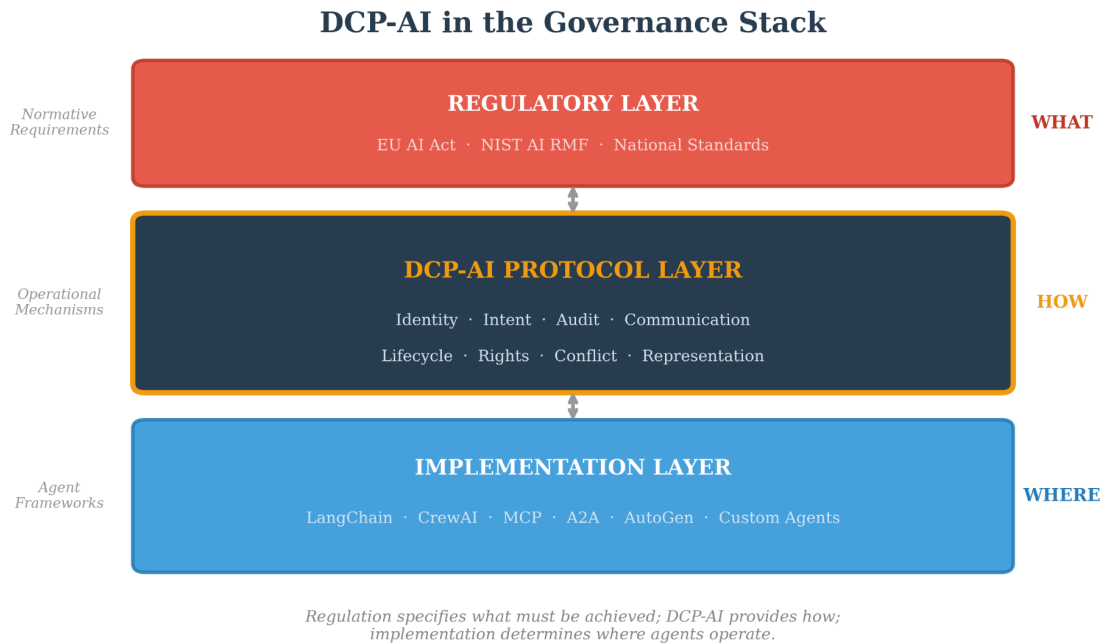 DCP-AI in the Governance Stack
Normative
Requirements
REGULATORY LAYER
EU AI Act · NIST AI RMF · National Standards
WHAT
Operational
Mechanisms
DCP-AI PROTOCOL LAYER
Identity · Intent · Audit · Communication
Lifecycle · Rights · Conflict · Representation
HOW
Agent
Frameworks
IMPLEMENTATION LAYER
LangChain · CrewAI · MCP · A2A · AutoGen · Custom Agents
WHERE
Regulation specifies what must be achieved; DCP-AI provides how;
implementation determines where agents operate.